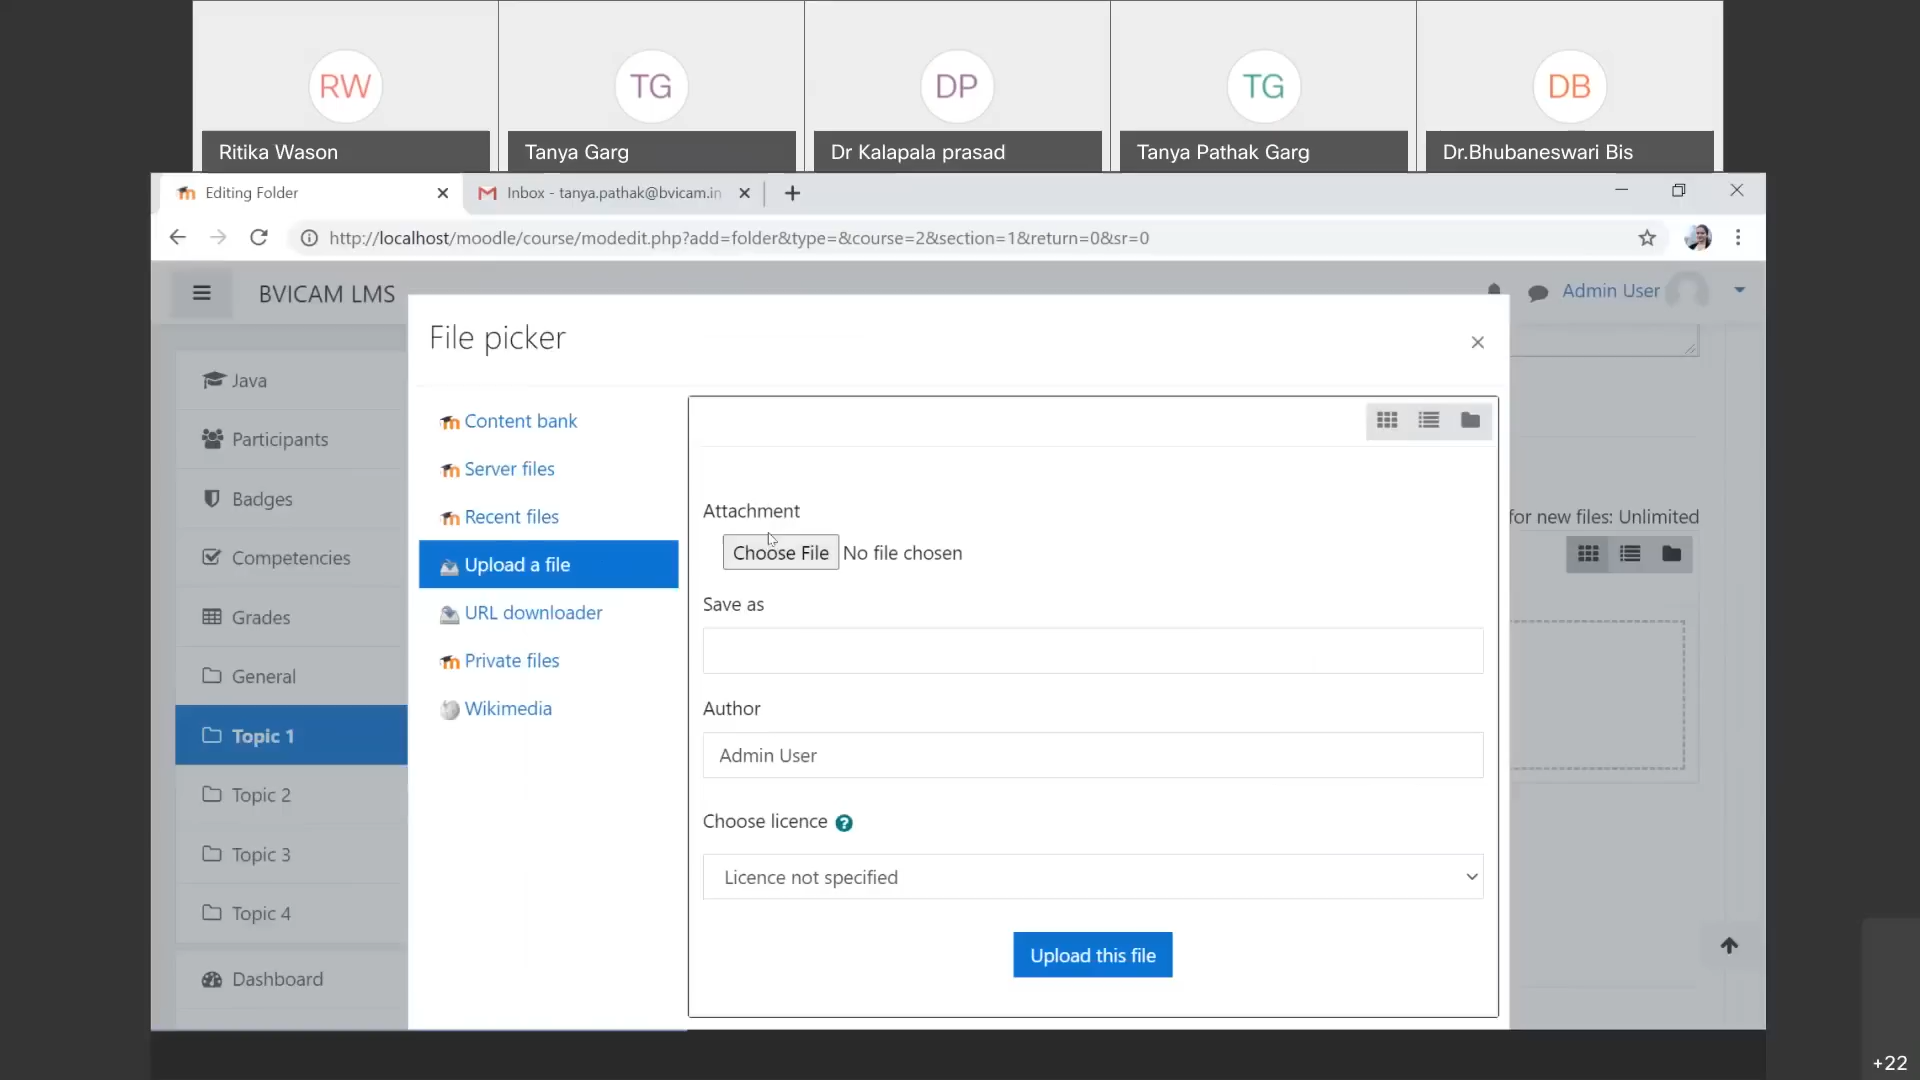 RW
TG
DP
TG
DB
Ritika Wason
Tanya Garg
Dr Kalapala prasad
Tanya Pathak Garg
Dr.Bhubaneswari Bis
Editing Folder
Inbox - tanya.pathak@bvicam.in
http://localhost/moodle/course/modedit.php?add=folder&type=&course=2&section=1&return=0&sr=0
BVICAM LMS
Admin User
File picker
Java
Participants
Badges
Competencies
Grades
General
Topic 1
Topic 2
Topic 3
Topic 4
Dashboard
Content bank
Server files
Recent files
Upload a file
URL downloader
Private files
Wikimedia
Attachment
Choose File No file chosen
Save as
Author
Admin User
Choose licence
Licence not specified
Upload this file
for new files: Unlimited
+22